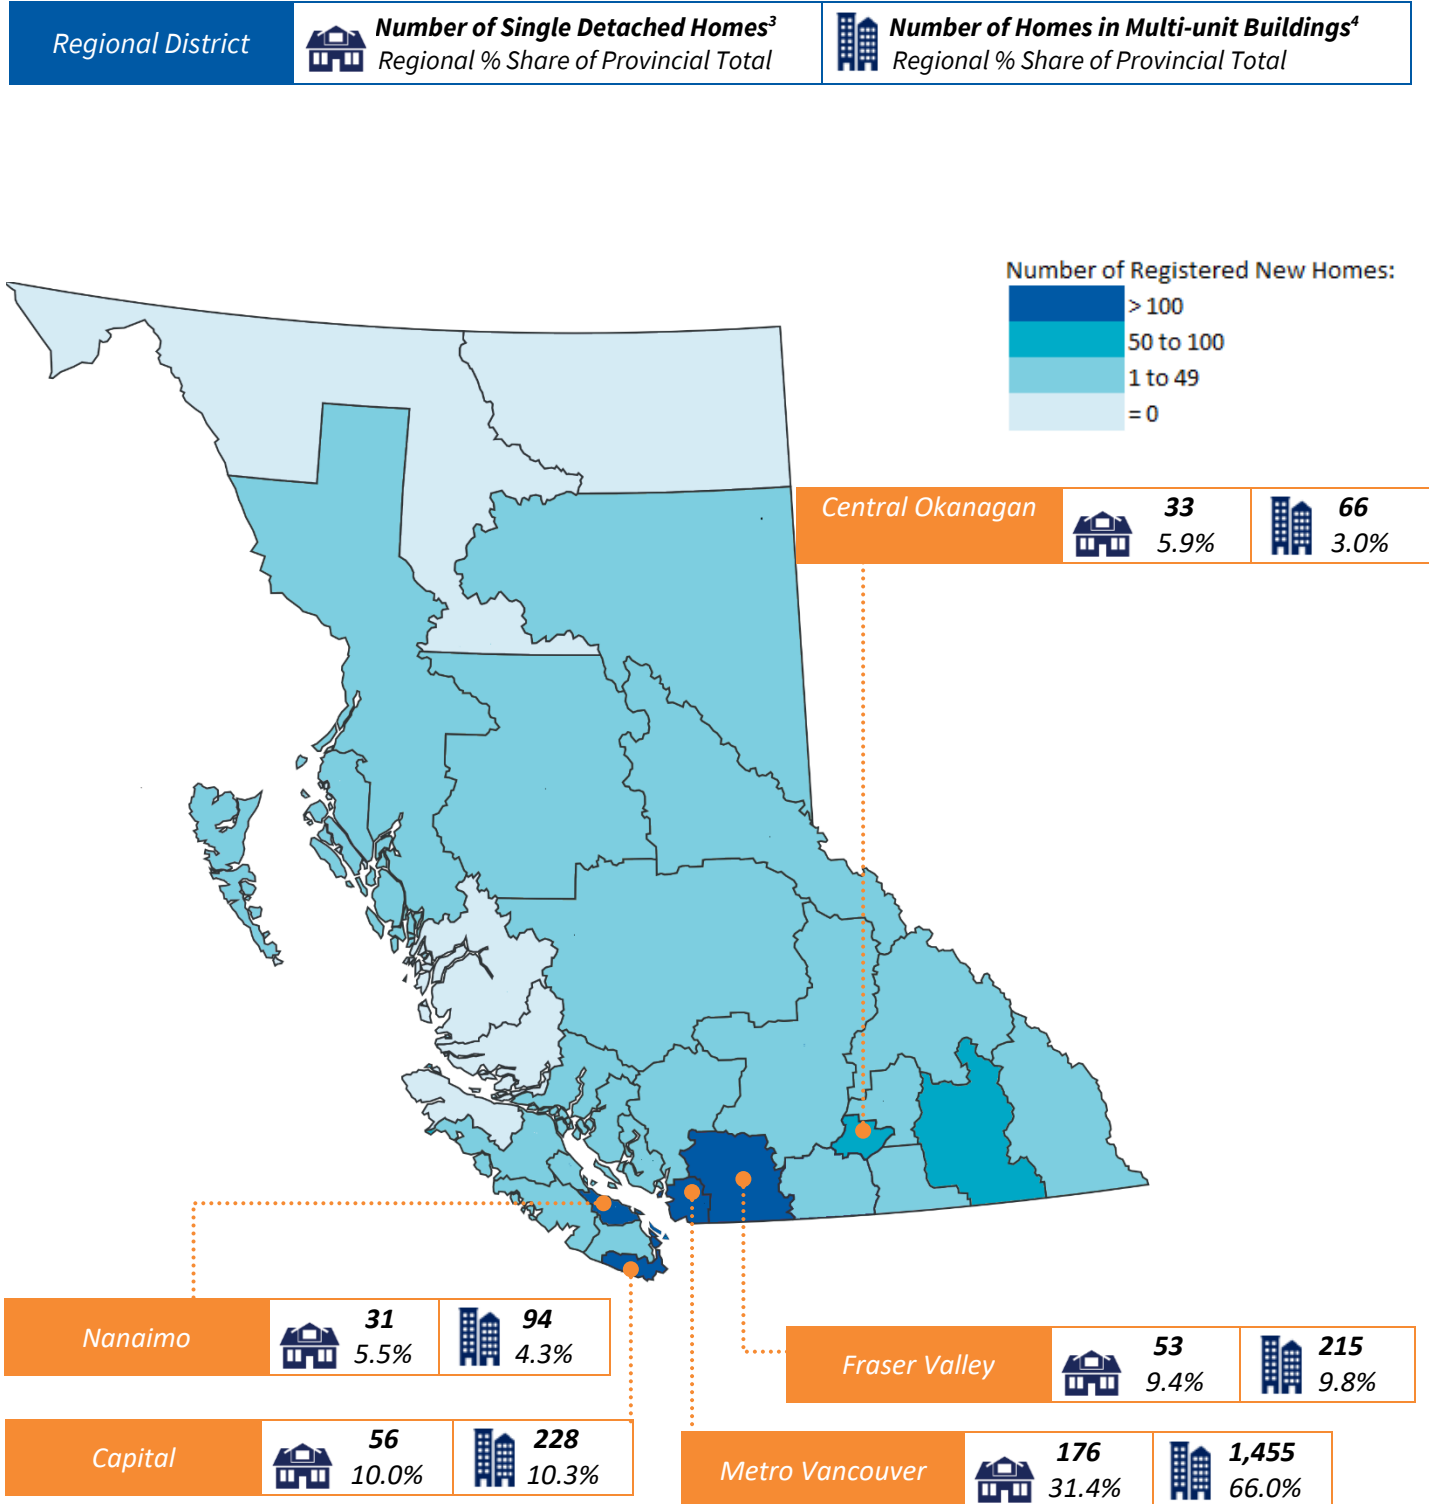 Regional District
Number of Single Detached Homes³
Regional % Share of Provincial Total
Number of Homes in Multi-unit Buildings⁴
Regional % Share of Provincial Total
Number of Registered New Homes:
> 100
50 to 100
1 to 49
= 0
Central Okanagan
33
5.9%
66
3.0%
Nanaimo
31
5.5%
94
4.3%
Fraser Valley
53
9.4%
215
9.8%
Capital
56
10.0%
228
10.3%
Metro Vancouver
176
31.4%
1,455
66.0%